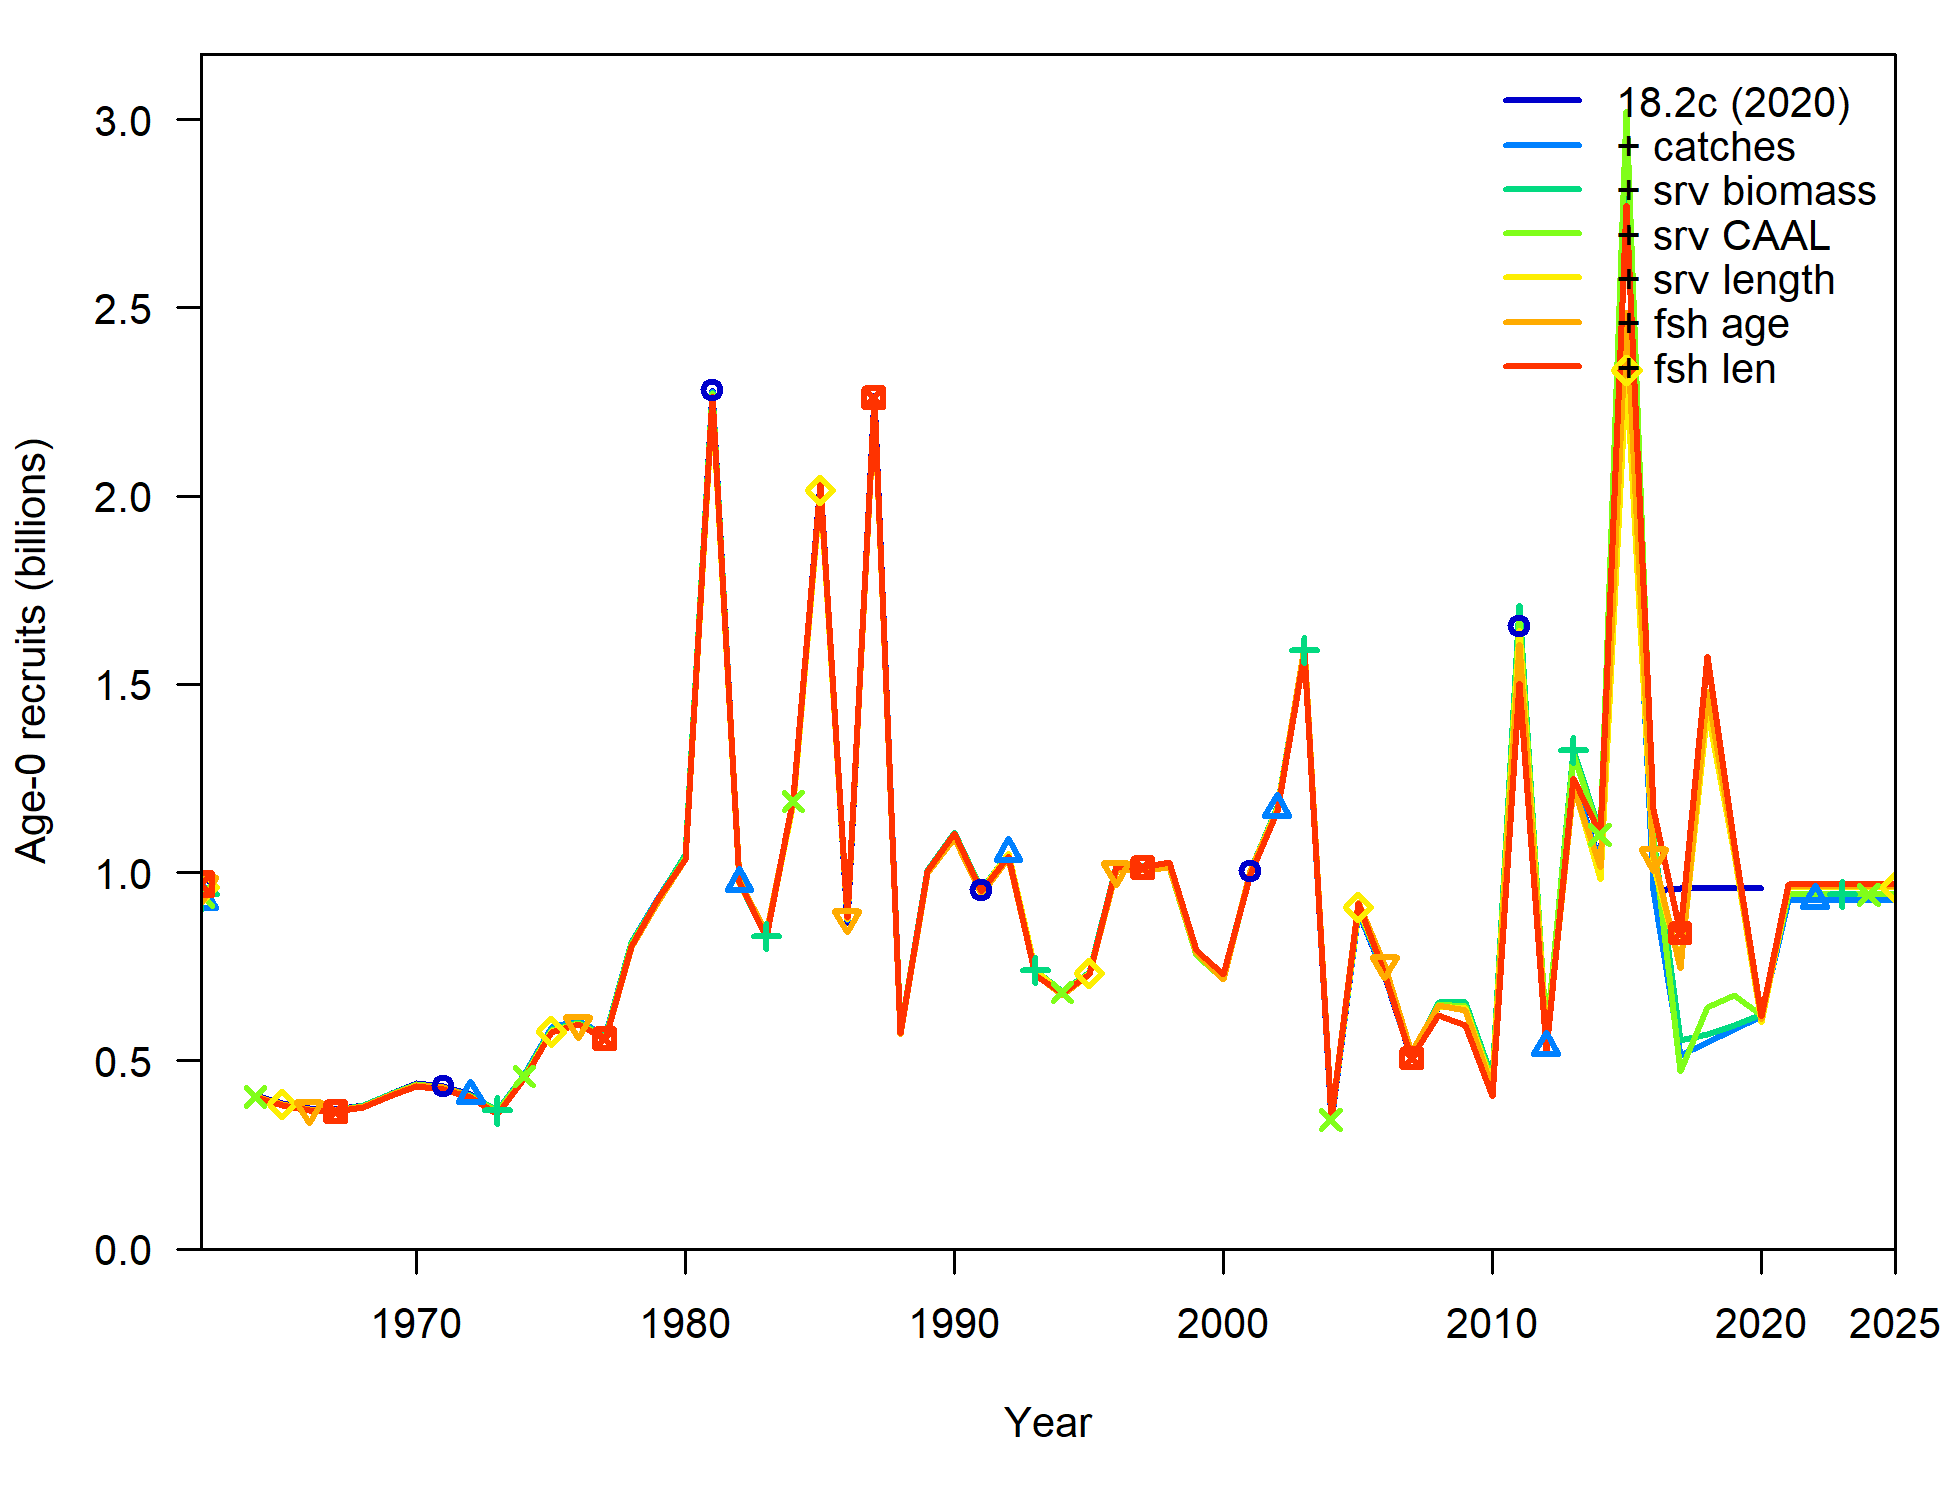 3.0
2.5
2.0
1.5
1.0
0.5
0.0
Age-0 recruits (billions)
18.2c (2020)
+ catches
+ srv biomass
+ srv CAAL
+ srv length
+ fsh age
+ fsh len
1970 1980 1990 2000 2010 2020 2025
Year